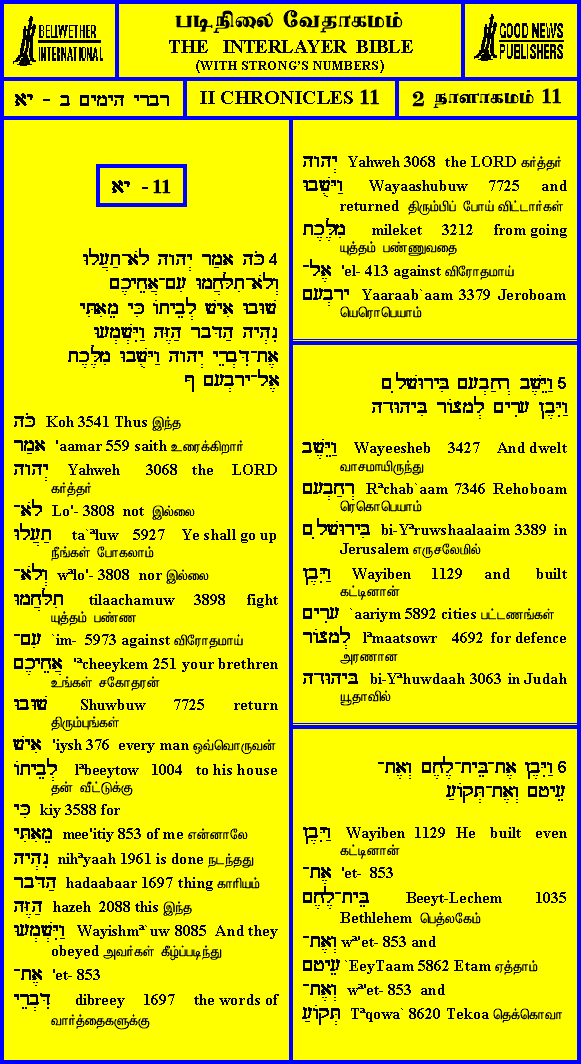 BELLWETHER
INTERNATIONAL
படிநிலை வேதாகமம்
THE INTERLAYER BIBLE
(WITH STRONG'S NUMBERS)
GOOD NEWS
PUBLISHERS
רברי הימים ב - יא
II CHRONICLES 11
2 நாளாகமம் 11
יא - 11
4 כֹּה אָמַר יְהוָה לֹא־תַעֲלוּ
וְלֹא־תִלָּחֲמוּ עִם־אֲחֵיכֶם
שׁוּבוּ אִישׁ לְבֵיתוֹ כִּי מֵאִתִּי
נִהְיָה הַדָּבָר הַזֶּה וַיִּשְׁמְעוּ
אֶת־דִּבְרֵי יְהוָה וַיָּשֻׁבוּ מִלֶּכֶת
אֶל־יָרָבְעָם ף
כֹּה Koh 3541 Thus இந்த
אָמַר 'aamar 559 saith உரைக்கிறார்
יְהוָה Yahweh 3068 the LORD
கர்த்தர்
לֹא־ Lo'- 3808 not இல்லை
תַעֲלוּ ta`ªluw 5927 Ye shall go up
நீங்கள் போகலாம்
וְלֹא־ wªlo'- 3808 nor இல்லை
תִלָּחֲמוּ tilaachamuw 3898 fight
யுத்தம் பண்ண
עִם־ `im- 5973 against விரோதமாய்
אֲחֵיכֶם 'ªcheeykem 251 your brethren
உங்கள் சகோதரன்
שׁוּבוּ Shuwbuw 7725 return
திரும்புங்கள்
אִישׁ 'iysh 376 every man ஒவ்வொருவன்
לְבֵיתוֹ lªbeeytow 1004 to his house
தன் வீட்டுக்கு
כִּי kiy 3588 for
מֵאִתִּי mee'itiy 853 of me என்னாலே
נִהְיָה nihªyaah 1961 is done நடந்தது
הַדָּבָר hadaabaar 1697 thing காரியம்
הַזֶּה hazeh 2088 this இந்த
וַיִּשְׁמְעוּ Wayishmª`uw 8085 And they
obeyed அவர்கள் கீழ்ப்படிந்து
אֶת־ 'et- 853
דִּבְרֵי dibreey 1697 the words of
வார்த்தைகளுக்கு
יְהוָה Yahweh 3068 the LORD கர்த்தர்
וַיָּשֻׁבוּ Wayaashubuw 7725 and
returned திரும்பிப் போய் விட்டார்கள்
מִלֶּכֶת mileket 3212 from going
யுத்தம் பண்ணுவதை
אֶל־ 'el- 413 against விரோதமாய்
יָרָבְעָם Yaaraab`aam 3379 Jeroboam
யெரொபெயாம்
5 וַיֵּשֶׁב רְחַבְעָם בִּירוּשָׁלִָם
וַיִּבֶן עָרִים לְמָצוֹר בִּיהוּדָה
וַיֵּשֶׁב Wayeesheb 3427 And dwelt
வாசமாயிருந்து
רְחַבְעָם Rªchab`aam 7346 Rehoboam
ரெகொபெயாம்
בִּירוּשָׁלִָם bi-Yªruwshaalaaim 3389 in
Jerusalem எருசலேமில்
וַיִּבֶן Wayiben 1129 and built
கட்டினான்
עָרִים `aariym 5892 cities பட்டணங்கள்
לְמָצוֹר lªmaatsowr 4692 for defence
அரணான
בִּיהוּדָה bi-Yªhuwdaah 3063 in Judah
யூதாவில்
6 וַיִּבֶן אֶת־בֵּית־לֶחֶם וְאֶת־
עֵיטָם וְאֶת־תְּקוֹעַ
וַיִּבֶן Wayiben 1129 He built even
கட்டினான்
אֶת־ 'et- 853
בֵּית־לֶחֶם Beeyt-Lechem 1035
Bethlehem பெத்லகேம்
וְאֶת־ wª'et- 853 and
עֵיטָם `EeyTaam 5862 Etam ஏத்தாம்
וְאֶת־ wª'et- 853 and
תְּקוֹעַ Tªqowa` 8620 Tekoa தெக்கொவா